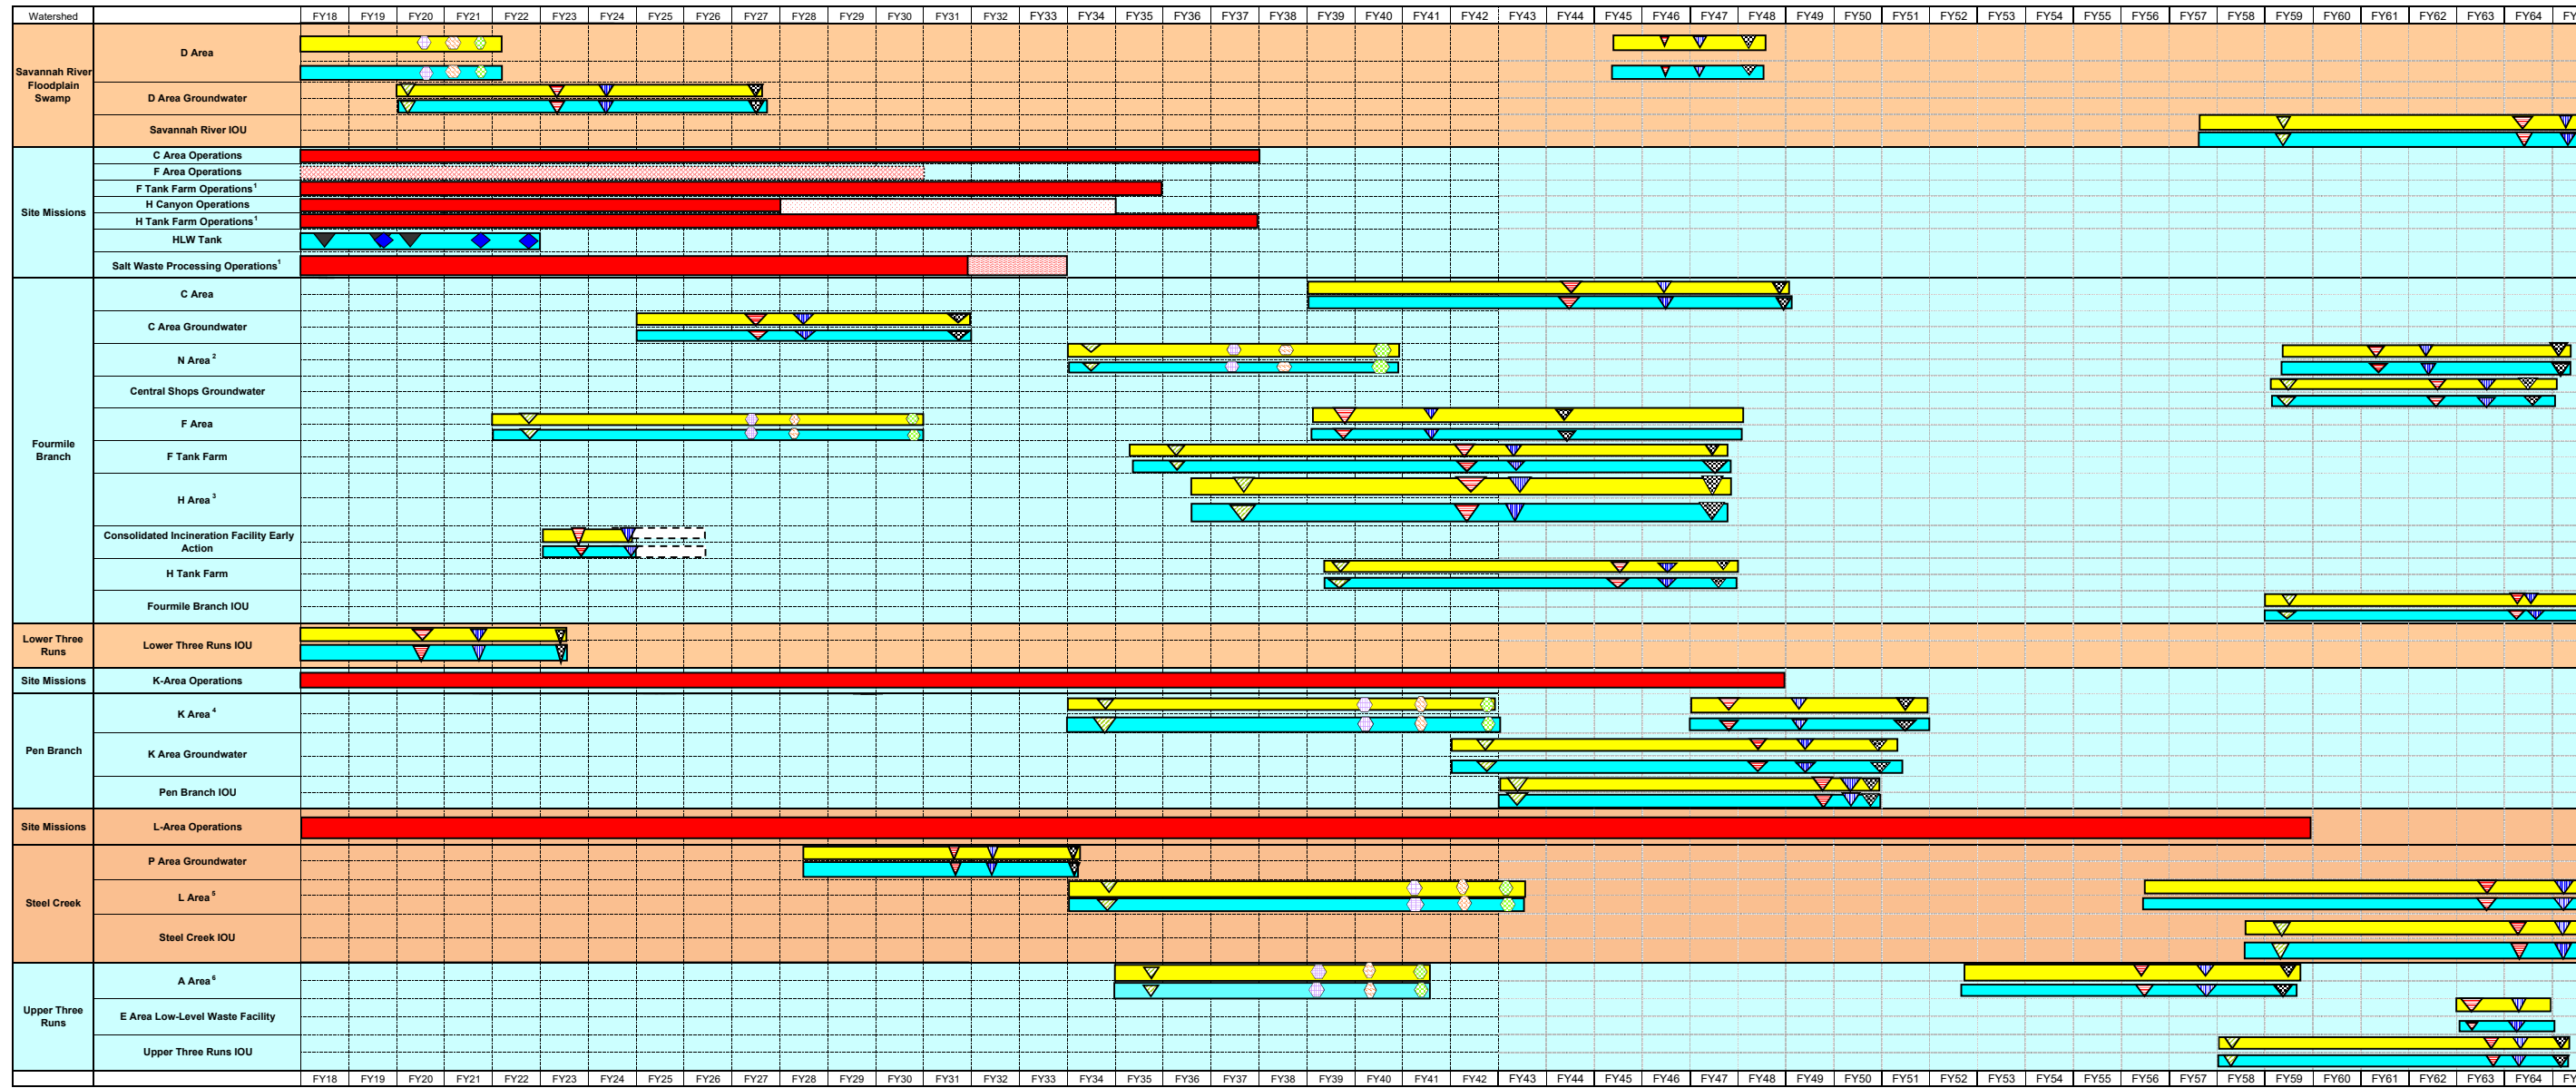 Watershed FY18 FY19 FY20 FY21 FY22 FY23 FY24 FY25 FY26 FY27 FY28 FY29 FY30 FY31 FY32 FY33 FY34 FY35 FY36 FY37 FY38 FY39 FY40 FY41 FY42 FY43 FY44 FY45 FY46 FY47 FY48 FY49 FY50 FY51 FY52 FY53 FY54 FY55 FY56 FY57 FY58 FY59 FY60 FY61 FY62 FY63 FY64 FY
Savannah River
Floodplain
Swamp
D Area
D Area Groundwater
Savannah River IOU
Site Missions
C Area Operations
F Area Operations
F Tank Farm Operations¹
H Canyon Operations
H Tank Farm Operations¹
HLW Tank
Salt Waste Processing Operations¹
Fourmile
Branch
C Area
C Area Groundwater
N Area ²
Central Shops Groundwater
F Area
F Tank Farm
H Area ³
Consolidated Incineration Facility Early
Action
H Tank Farm
Fourmile Branch IOU
Lower Three
Runs
Lower Three Runs IOU
Site Missions
K-Area Operations
Pen Branch
K Area ⁴
K Area Groundwater
Pen Branch IOU
Site Missions
L-Area Operations
Steel Creek
P Area Groundwater
L Area ⁵
Steel Creek IOU
Upper Three
Runs
A Area ⁶
E Area Low-Level Waste Facility
Upper Three Runs IOU
FY18 FY19 FY20 FY21 FY22 FY23 FY24 FY25 FY26 FY27 FY28 FY29 FY30 FY31 FY32 FY33 FY34 FY35 FY36 FY37 FY38 FY39 FY40 FY41 FY42 FY43 FY44 FY45 FY46 FY47 FY48 FY49 FY50 FY51 FY52 FY53 FY54 FY55 FY56 FY57 FY58 FY59 FY60 FY61 FY62 FY63 FY64 FY